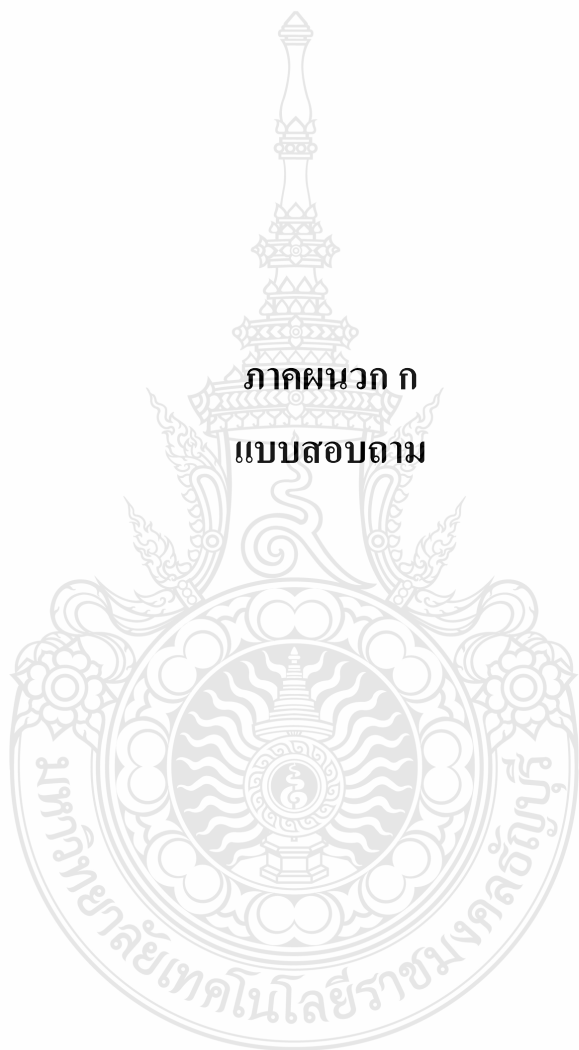 ภาคผนวก ก
แบบสอบถาม
มหาวิทยาลัยเทคโนโลยีราชมงคลธัญบุรี